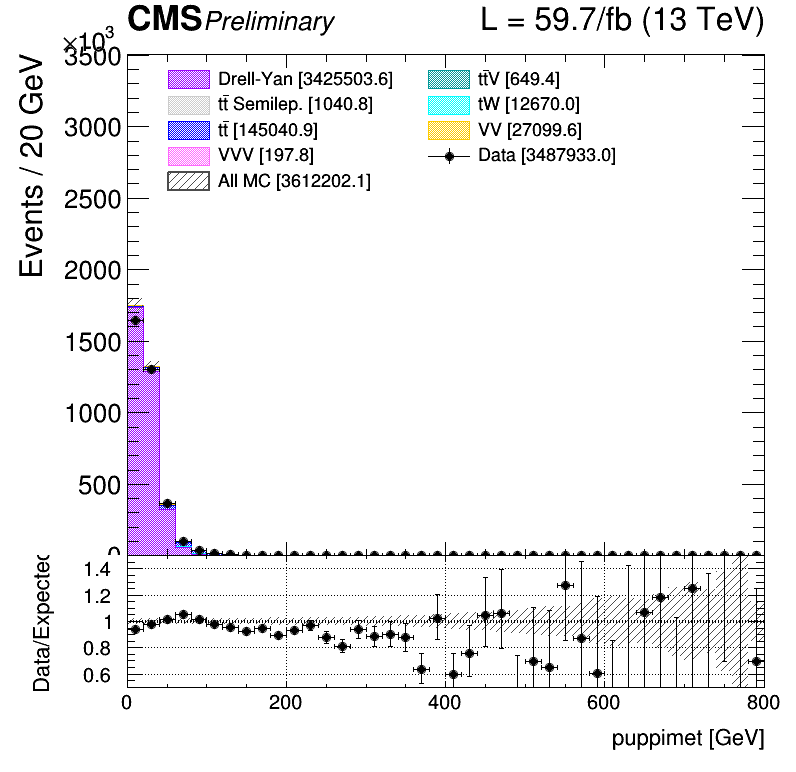 CMS Preliminary L = 59.7/fb (13 TeV)
×10³
3500
3000
2500
2000
1500
1000
500
0
Events / 20 GeV
Drell-Yan [3425503.6]
tt̄ Semilep. [1040.8]
tt̄ [145040.9]
VVV [197.8]
All MC [3612202.1]
tt̄V [649.4]
tW [12670.0]
VV [27099.6]
Data [3487933.0]
Data/Expected
1.4
1.2
1
0.8
0.6
0 200 400 600 800
puppimet [GeV]